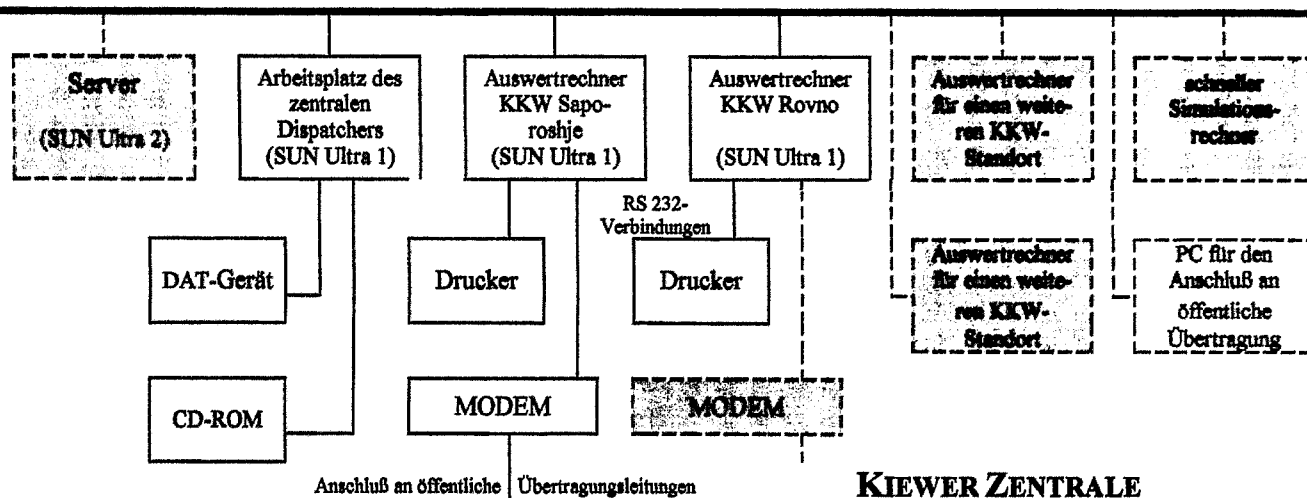 Server
(SUN Ultra 2)
Arbeitsplatz des
zentralen
Dispatchers
(SUN Ultra 1)
Auswertrechner
KKW Sapo-
roshje
(SUN Ultra 1)
Auswertrechner
KKW Rovno
(SUN Ultra 1)
Auswertrechner
für einen weite-
ren KKW-
Standort
schneller
Simulations-
rechner
RS 232-
Verbindungen
DAT-Gerät
Drucker
Drucker
Auswertrechner
für einen weite-
ren KKW-
Standort
PC für den
Anschluß an
öffentliche
Übertragung
CD-ROM
MODEM
MODEM
Anschluß an öffentliche Übertragungsleitungen
KIEWER ZENTRALE